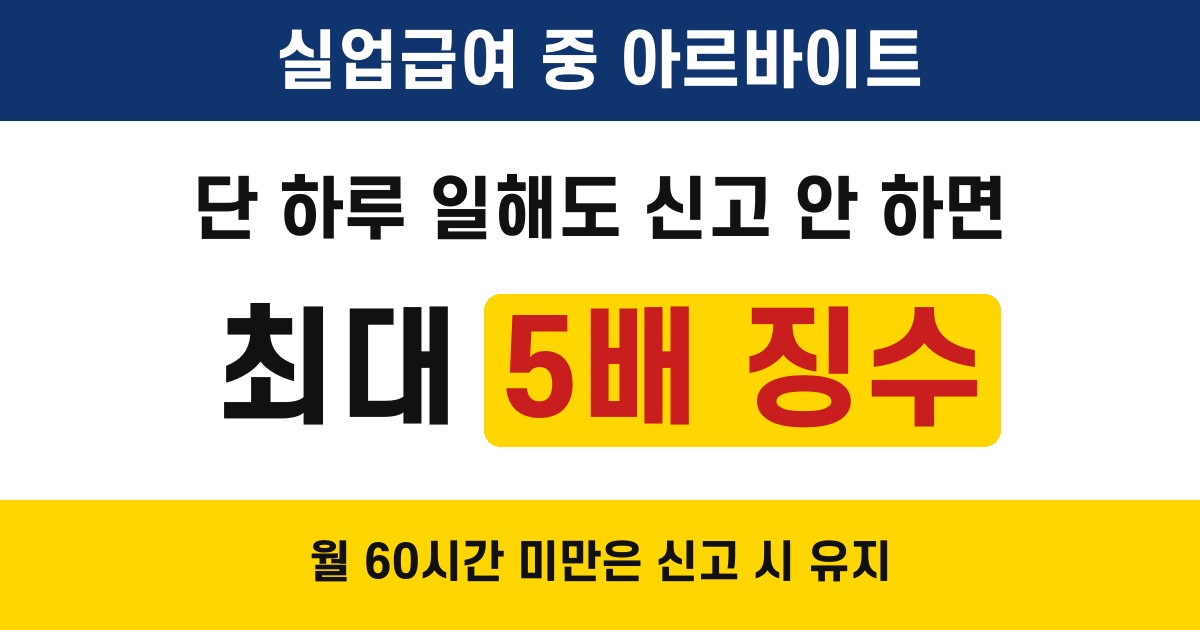 실업급여 중 아르바이트
단 하루 일해도 신고 안 하면
최대 5배 징수
월 60시간 미만은 신고 시 유지